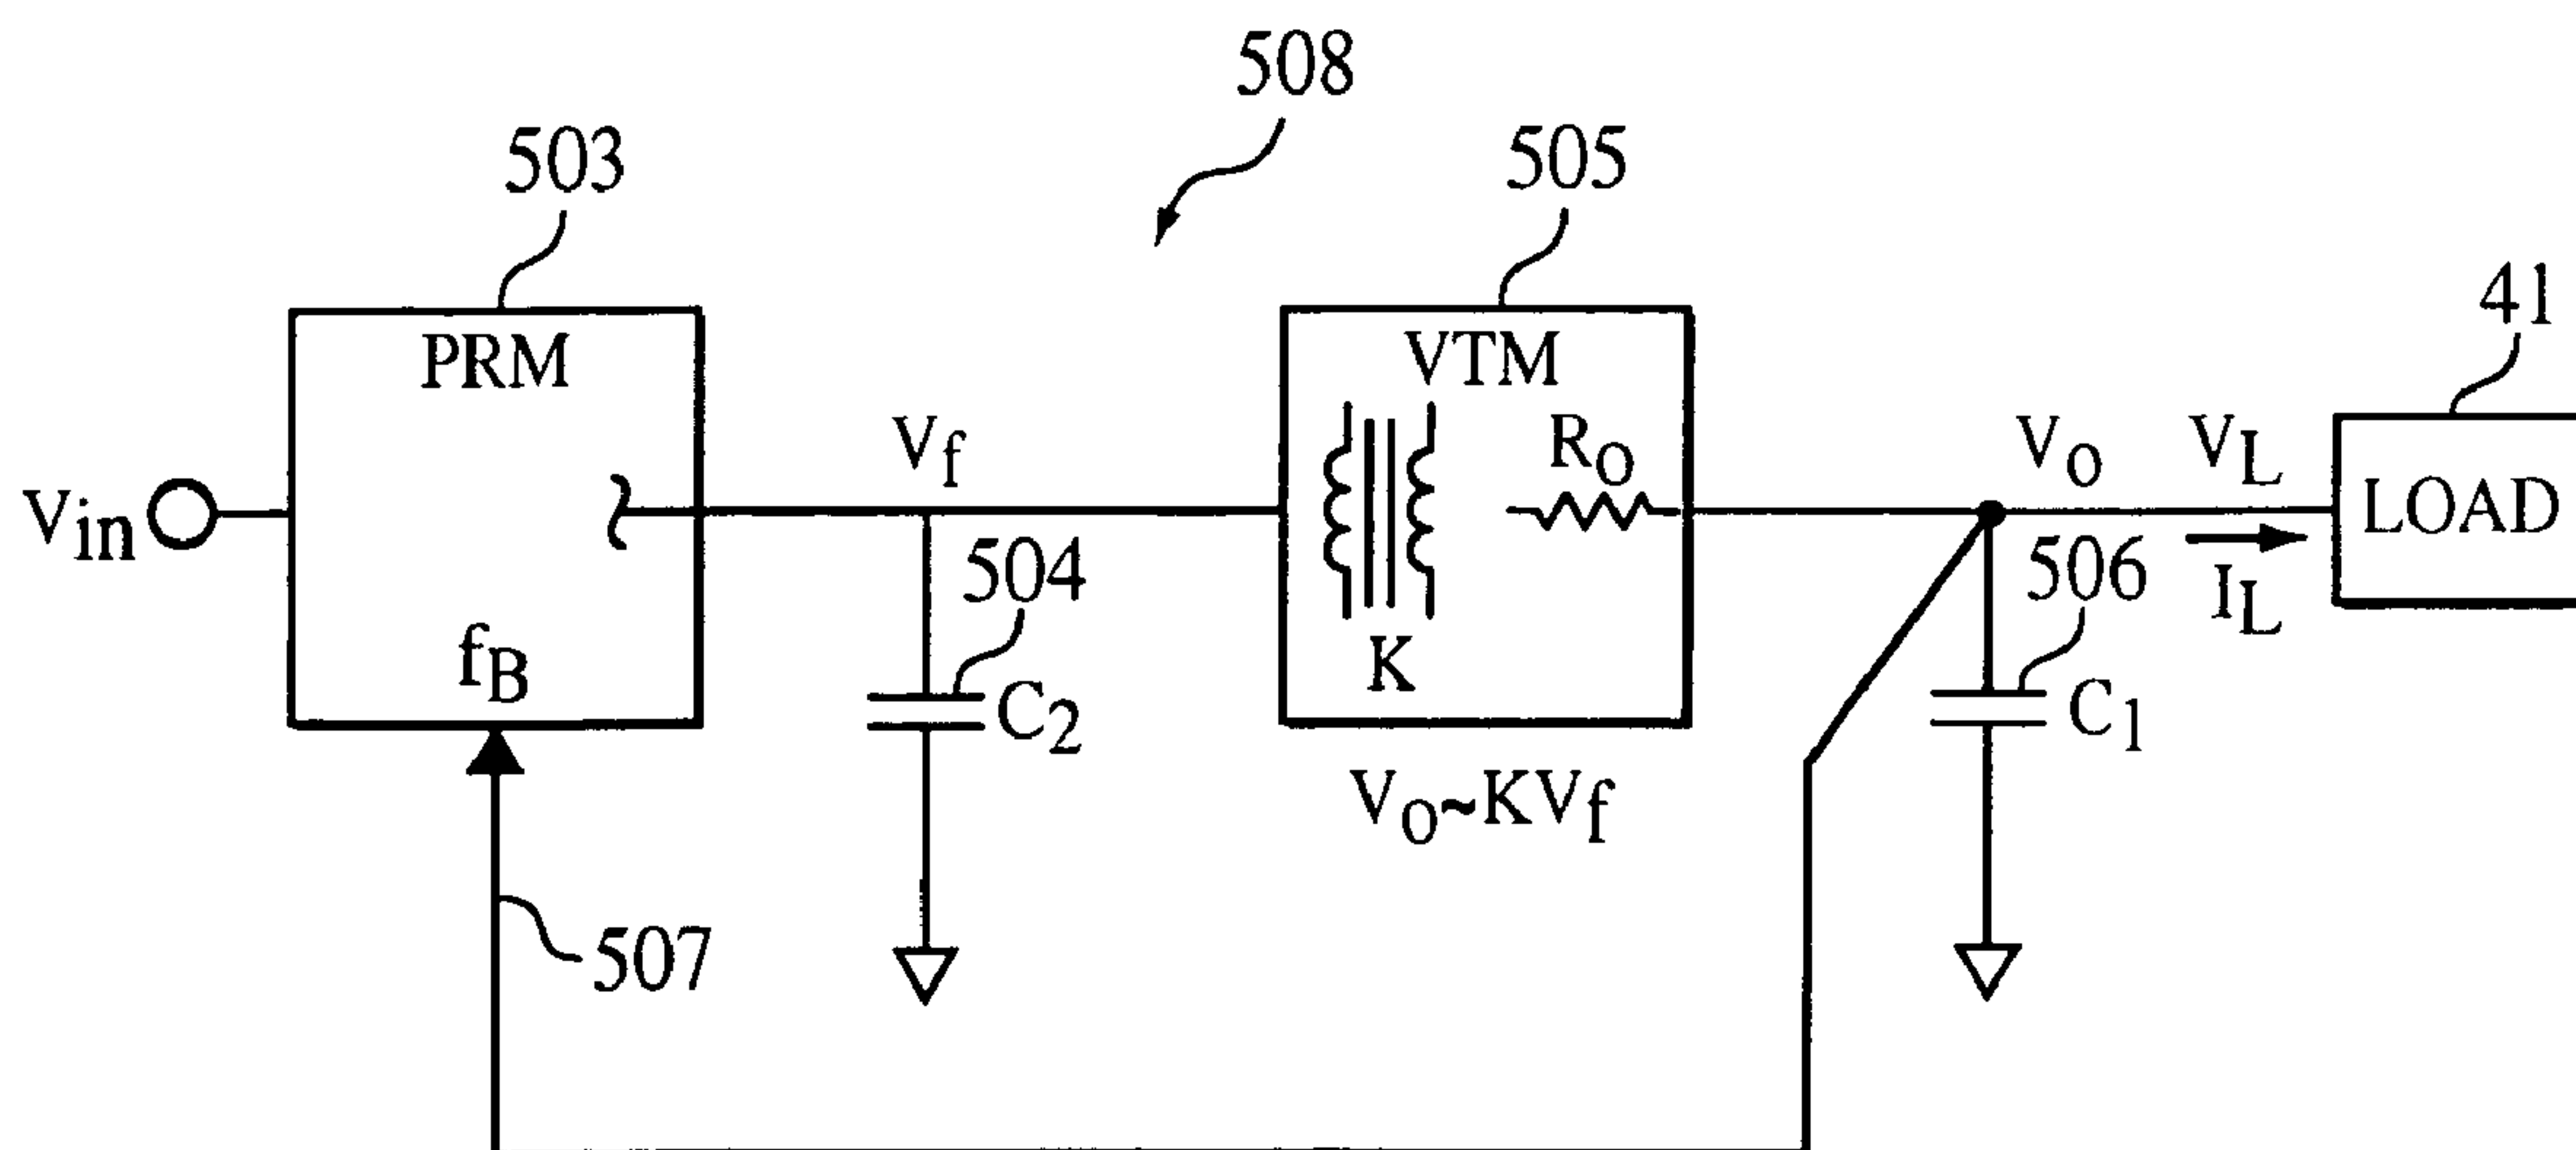 508
503
505
41
PRM
VTM
Vf
Ro
Vo
VL
Vin
LOAD
504
506
IL
fB
K
C2
C1
Vo~KVf
507